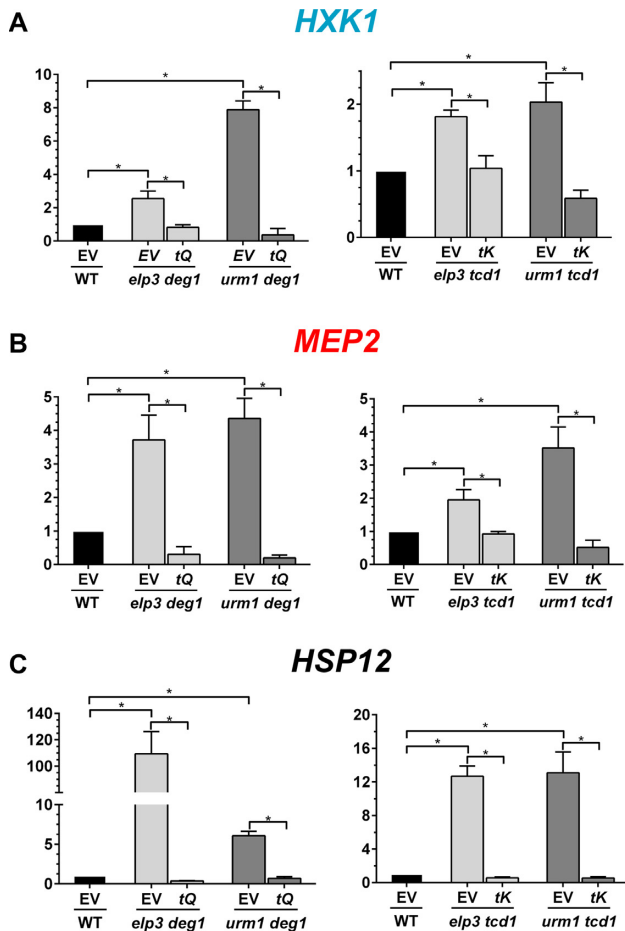 A
HXK1
10
8
6
4
2
0
* * * *
EV EV tQ EV tQ
WT elp3 deg1 urm1 deg1
2
1
0
* * * *
EV EV tK EV tK
WT elp3 tcd1 urm1 tcd1
B
MEP2
5
4
3
2
1
0
* * * *
EV EV tQ EV tQ
WT elp3 deg1 urm1 deg1
5
4
3
2
1
0
* * * *
EV EV tK EV tK
WT elp3 tcd1 urm1 tcd1
C
HSP12
140
120
100
80
10
5
0
* * * *
EV EV tQ EV tQ
WT elp3 deg1 urm1 deg1
20
16
12
8
4
0
* * * *
EV EV tK EV tK
WT elp3 tcd1 urm1 tcd1